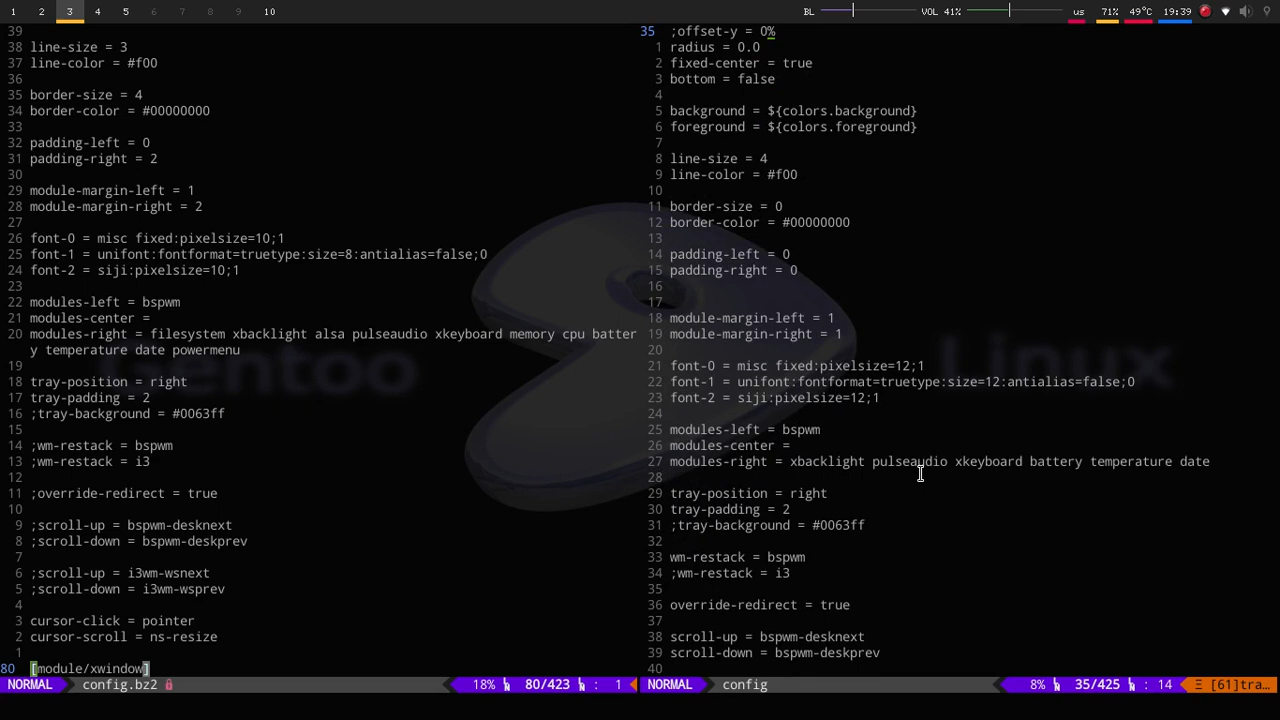 1 2 3 4 5 6 7 8 9 10 BL VOL 41% us 71% 49°C 19:39
39
38 line-size = 3
37 line-color = #f00
36
35 border-size = 4
34 border-color = #00000000
33
32 padding-left = 0
31 padding-right = 2
30
29 module-margin-left = 1
28 module-margin-right = 2
27
26 font-0 = misc fixed:pixelsize=10;1
25 font-1 = unifont:fontformat=truetype:size=8:antialias=false;0
24 font-2 = siji:pixelsize=10;1
23
22 modules-left = bspwm
21 modules-center =
20 modules-right = filesystem xbacklight alsa pulseaudio xkeyboard memory cpu batter
y temperature date powermenu
19
18 tray-position = right
17 tray-padding = 2
16 ;tray-background = #0063ff
15
14 ;wm-restack = bspwm
13 ;wm-restack = i3
12
11 ;override-redirect = true
10
9 ;scroll-up = bspwm-desknext
8 ;scroll-down = bspwm-deskprev
7
6 ;scroll-up = i3wm-wsnext
5 ;scroll-down = i3wm-wsprev
4
3 cursor-click = pointer
2 cursor-scroll = ns-resize
1
80 [module/xwindow]
NORMAL config.bz2 18% 80/423 : 1
35 ;offset-y = 0%
1 radius = 0.0
2 fixed-center = true
3 bottom = false
4
5 background = ${colors.background}
6 foreground = ${colors.foreground}
7
8 line-size = 4
9 line-color = #f00
10
11 border-size = 0
12 border-color = #00000000
13
14 padding-left = 0
15 padding-right = 0
16
17
18 module-margin-left = 1
19 module-margin-right = 1
20
21 font-0 = misc fixed:pixelsize=12;1
22 font-1 = unifont:fontformat=truetype:size=12:antialias=false;0
23 font-2 = siji:pixelsize=12;1
24
25 modules-left = bspwm
26 modules-center =
27 modules-right = xbacklight pulseaudio xkeyboard battery temperature date
28
29 tray-position = right
30 tray-padding = 2
31 ;tray-background = #0063ff
32
33 wm-restack = bspwm
34 ;wm-restack = i3
35
36 override-redirect = true
37
38 scroll-up = bspwm-desknext
39 scroll-down = bspwm-deskprev
40
NORMAL config 8% 35/425 : 14 Ξ [61]tra…
Gentoo Linux